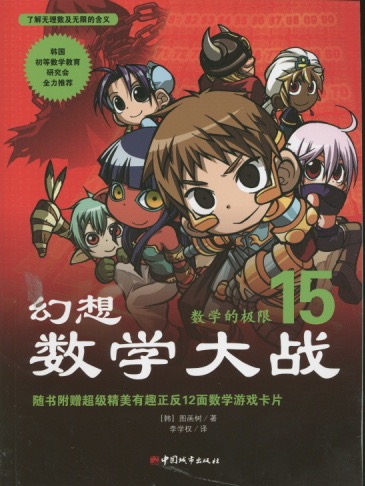 了解无理数及无限的含义
韩国
初等数学教育
研究会
全力推荐
幻想
数学的极限 15
数学大战
随书附赠超级精美有趣正反12面数学游戏卡片
[韩] 图画树/著
李学权/译
中国城市出版社